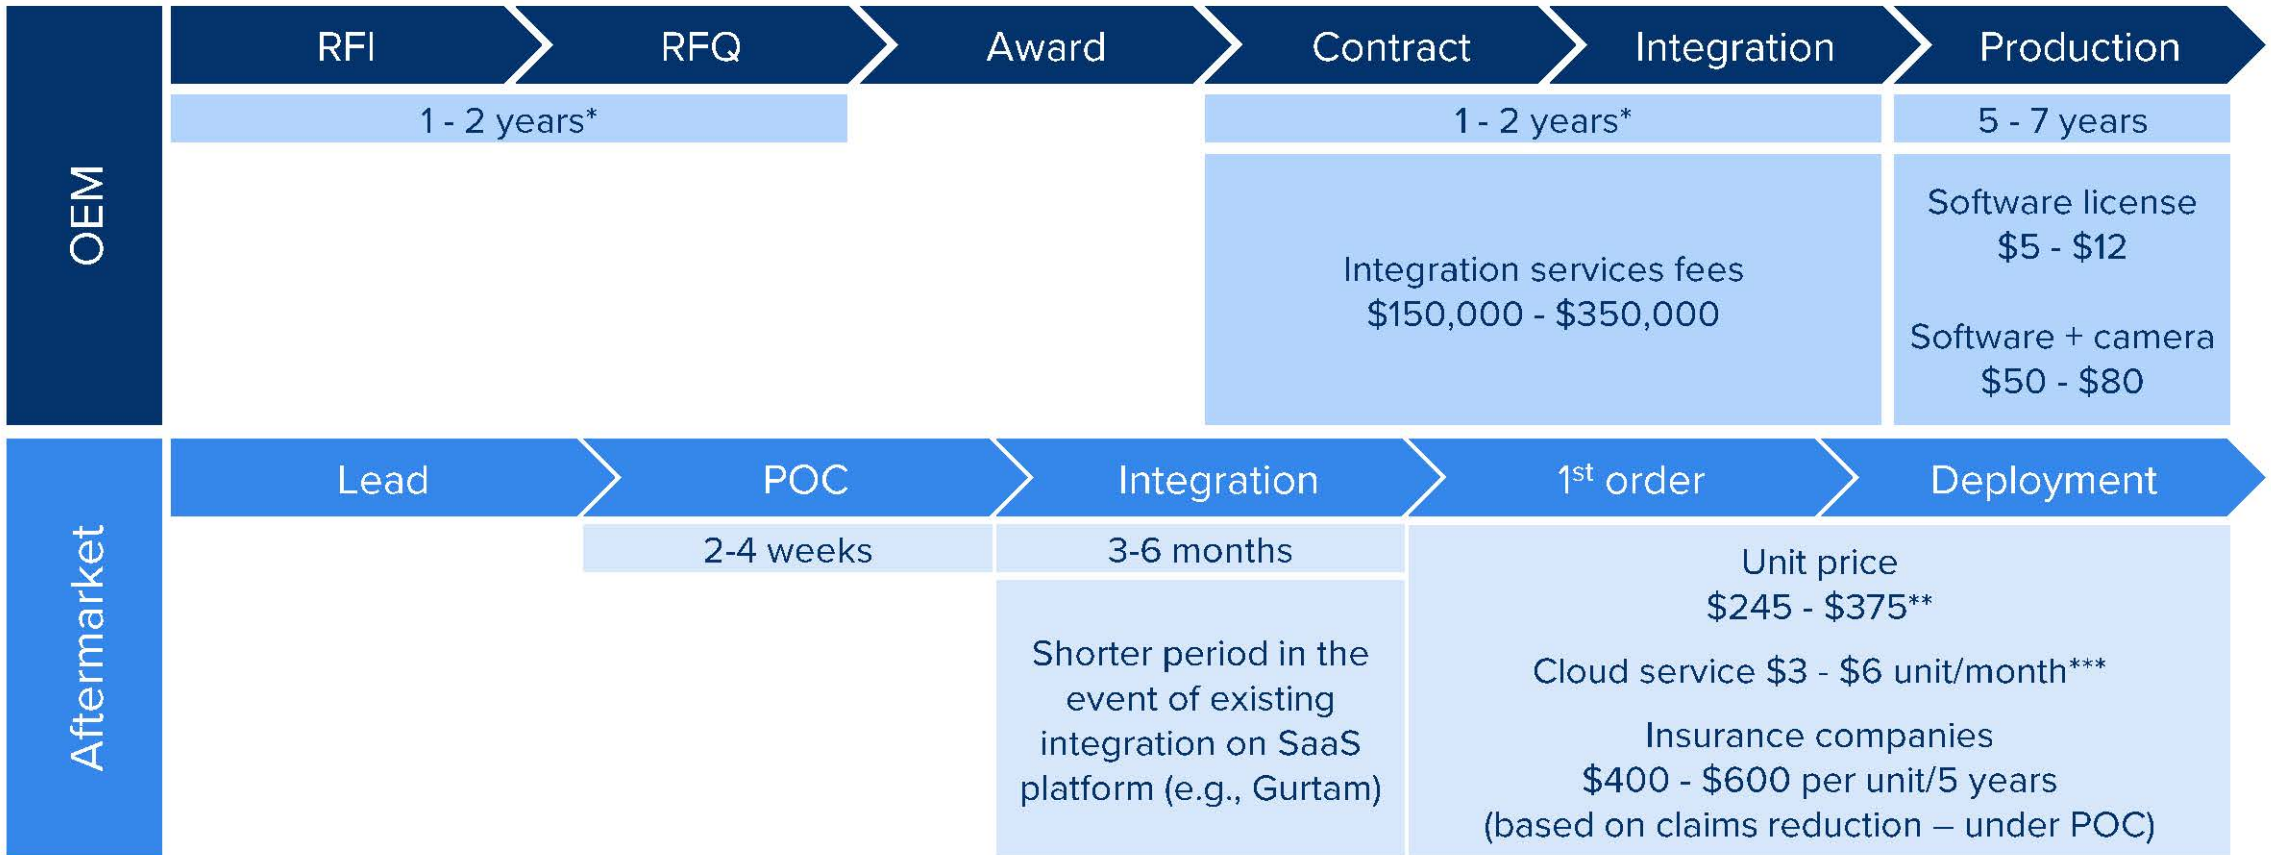 OEM
RFI
RFQ
Award
Contract
Integration
Production
1 - 2 years*
1 - 2 years*
5 - 7 years
Integration services fees
$150,000 - $350,000
Software license
$5 - $12
Software + camera
$50 - $80
Aftermarket
Lead
POC
Integration
1st order
Deployment
2-4 weeks
3-6 months
Shorter period in the
event of existing
integration on SaaS
platform (e.g., Gurtam)
Unit price
$245 - $375**
Cloud service $3 - $6 unit/month***
Insurance companies
$400 - $600 per unit/5 years
(based on claims reduction – under POC)